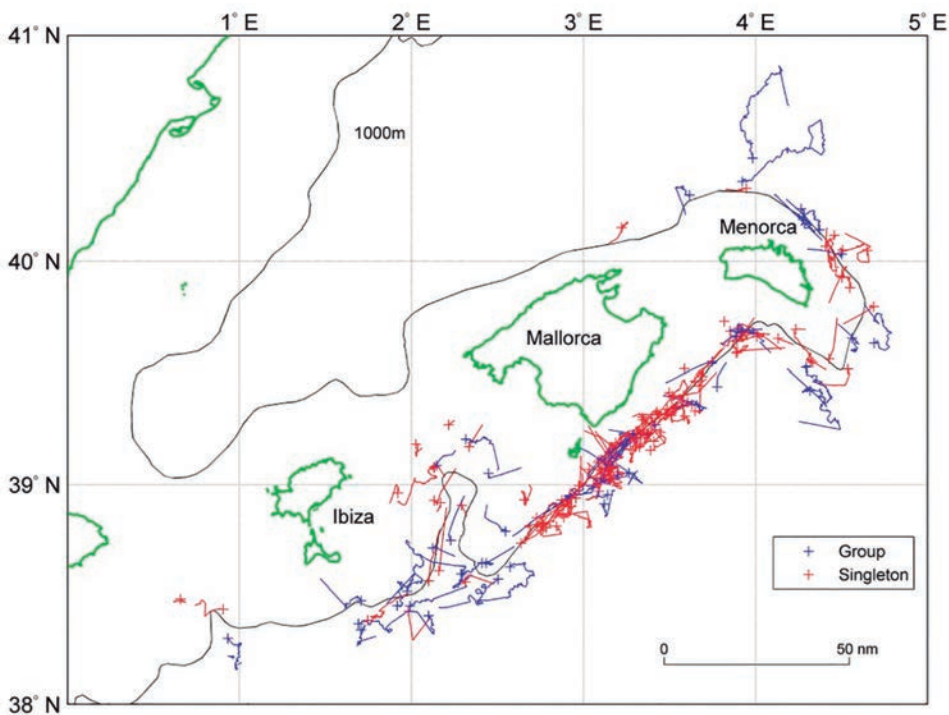 1° E 2° E 3° E 4° E 5° E
41° N
1000m
Menorca
40° N
Mallorca
39° N
Ibiza
Group
Singleton
0 50 nm
38° N